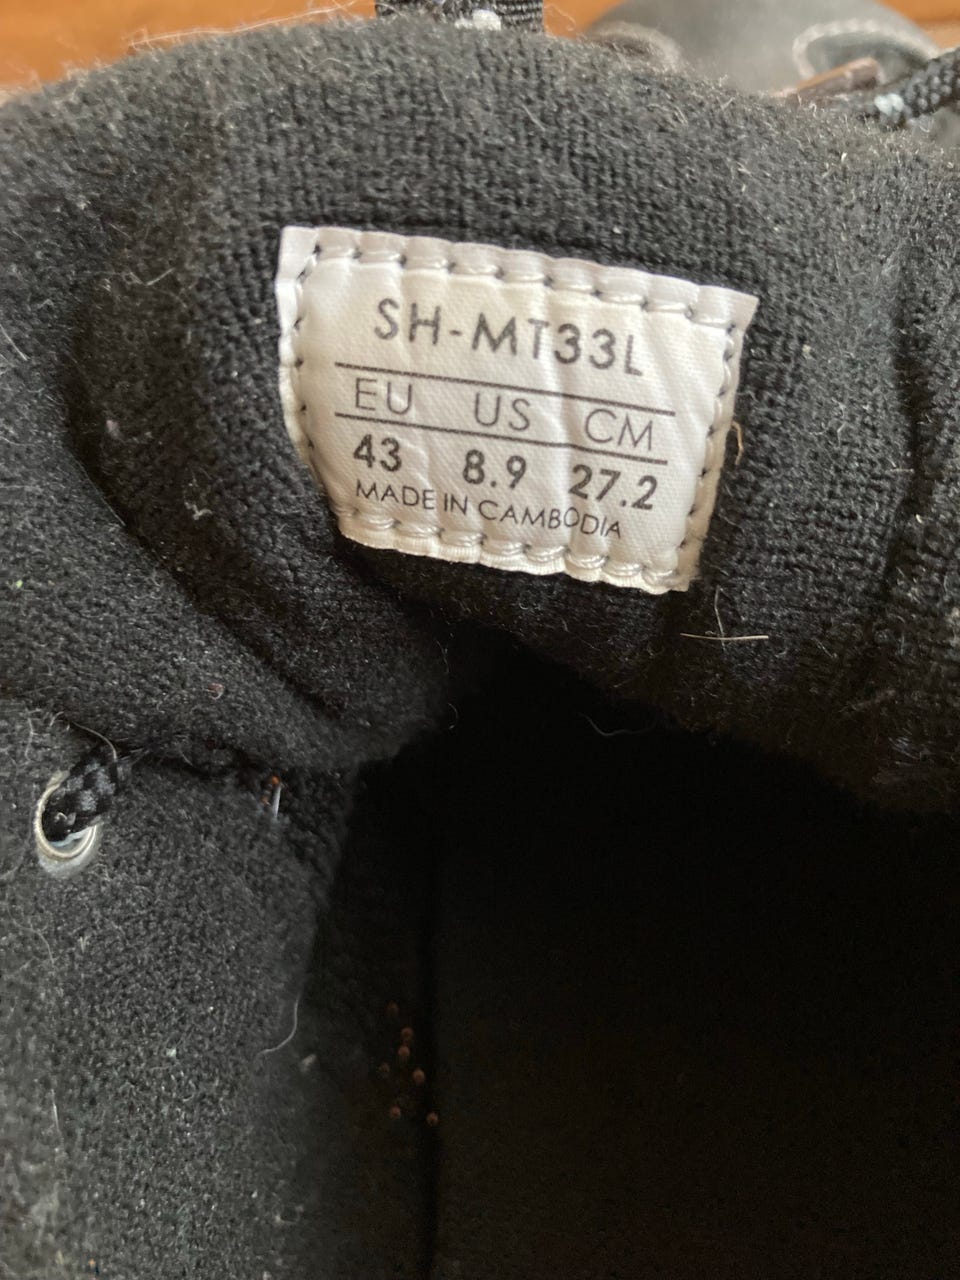 SH-MT33L
EU US CM
43 8.9 27.2
MADE IN CAMBODIA